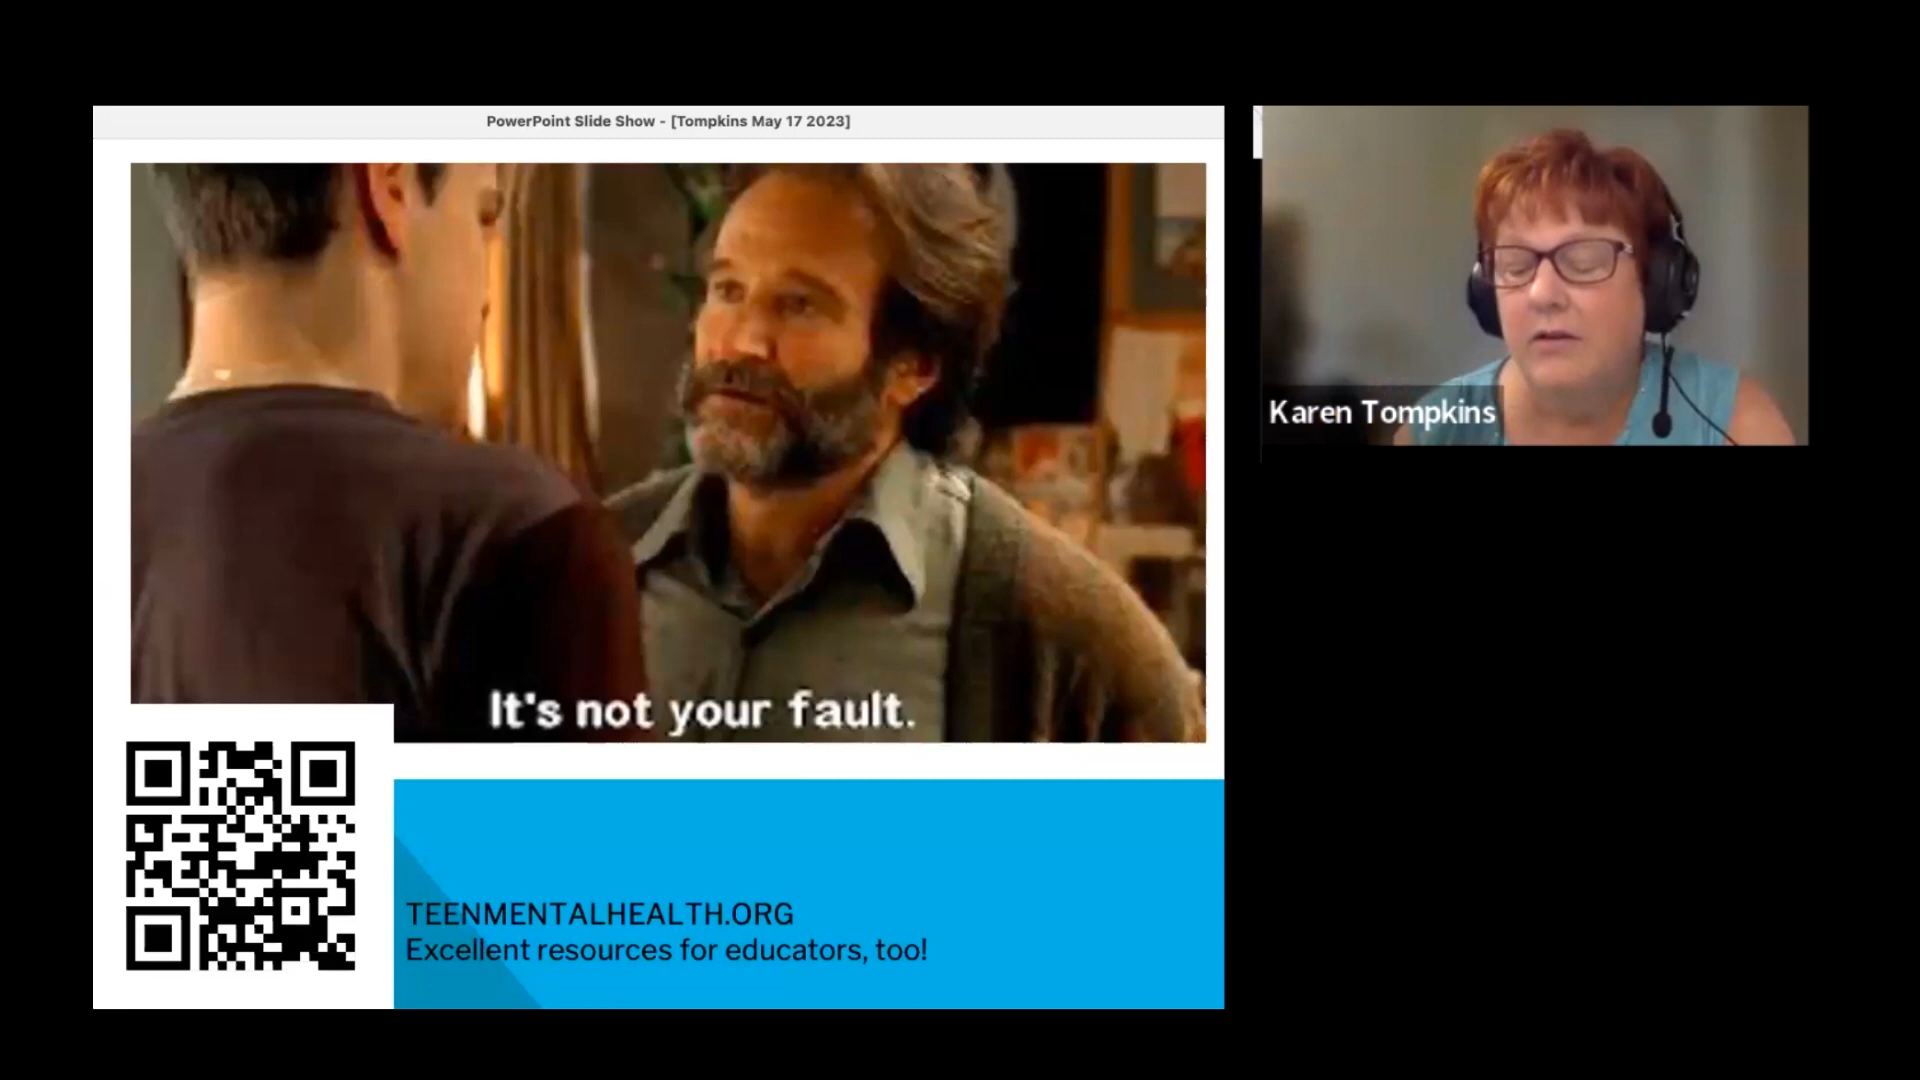 PowerPoint Slide Show - [Tompkins May 17 2023]
It's not your fault.
TEENMENTALHEALTH.ORG
Excellent resources for educators, too!
Karen Tompkins